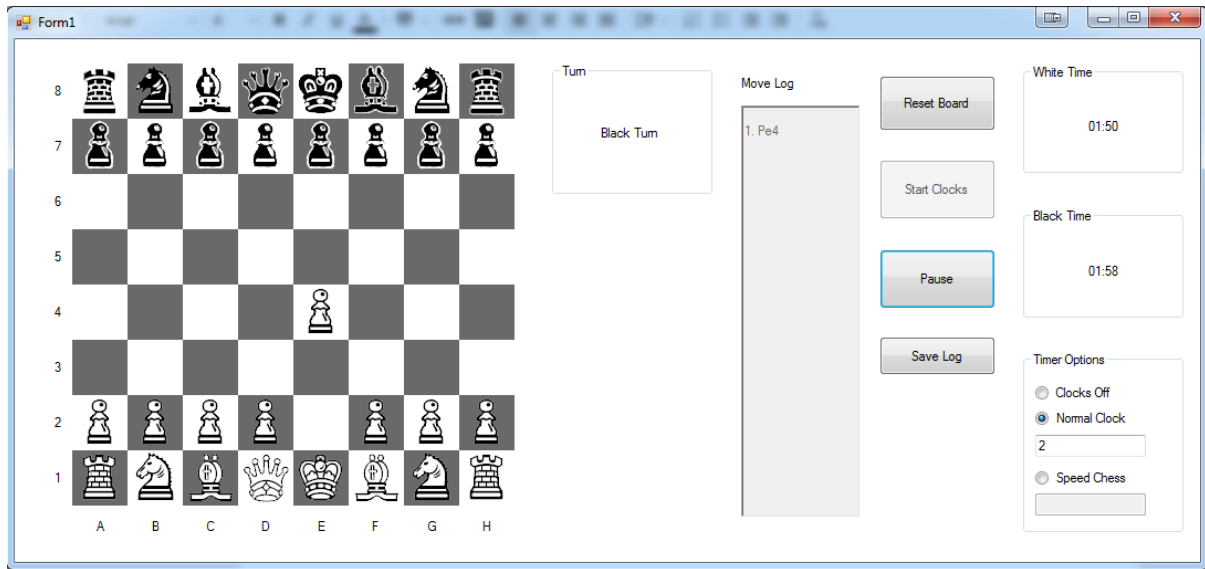 Form1
8
7
6
5
4
3
2
1
A B C D E F G H
Turn
Black Turn
Move Log
1. Pe4
Reset Board
Start Clocks
Pause
Save Log
White Time
01:50
Black Time
01:58
Timer Options
Clocks Off
Normal Clock
2
Speed Chess